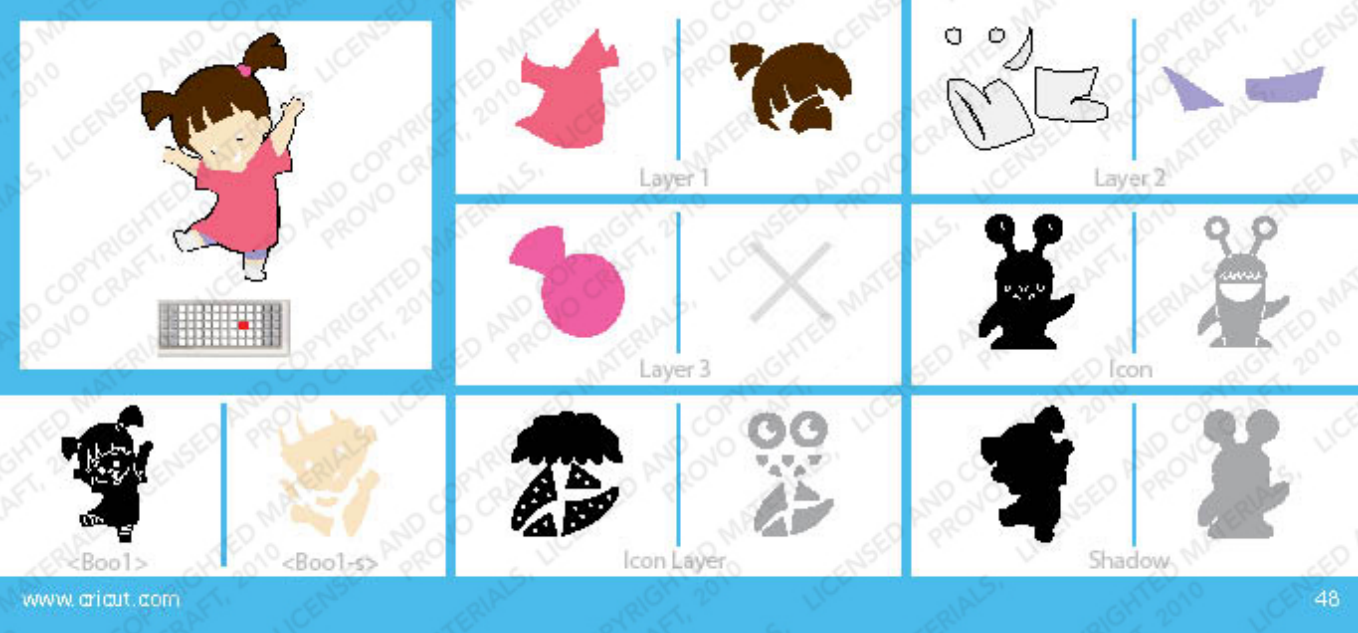 Layer 1
Layer 2
Layer 3
Icon
<Boo1>
<Boo1-s>
Icon Layer
Shadow
www.cricut.com
48
LICENSED AND COPYRIGHTED MATERIALS,
PROVO CRAFT, 2010